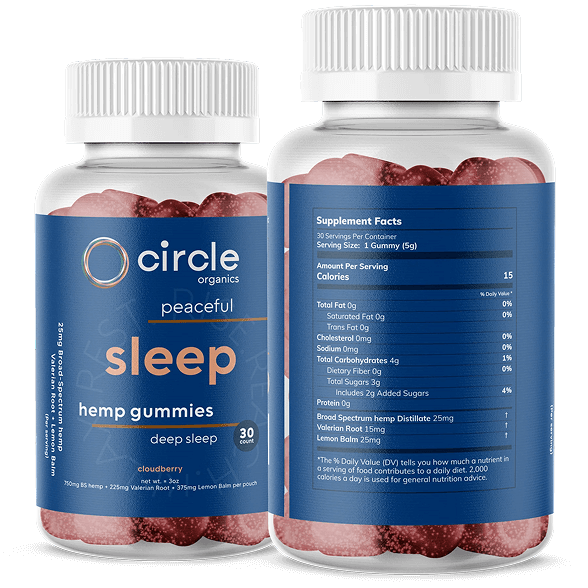 circle
organics
peaceful
sleep
hemp gummies
deep sleep
30
count
cloudberry
net wt. × 3oz
750mg BS hemp + 225mg Valerian Root + 375mg Lemon Balm per pouch
25mg Broad-Spectrum hemp
Valerian Root + Lemon Balm
(Per serving)
Supplement Facts
30 Servings Per Container
Serving Size: 1 Gummy (5g)
Amount Per Serving
Calories 15
% Daily Value *
Total Fat 0g 0%
Saturated Fat 0g 0%
Trans Fat 0g
Cholesterol 0mg 0%
Sodium 0mg 0%
Total Carbohydrates 4g 1%
Dietary Fiber 0g 0%
Total Sugars 3g
Includes 2g Added Sugars 4%
Protein 0g
Broad Spectrum hemp Distillate 25mg †
Valerian Root 15mg †
Lemon Balm 25mg †
*The % Daily Value (DV) tells you how much a nutrient in
a serving of food contributes to a daily diet. 2,000
calories a day is used for general nutrition advice.
(Per serving)